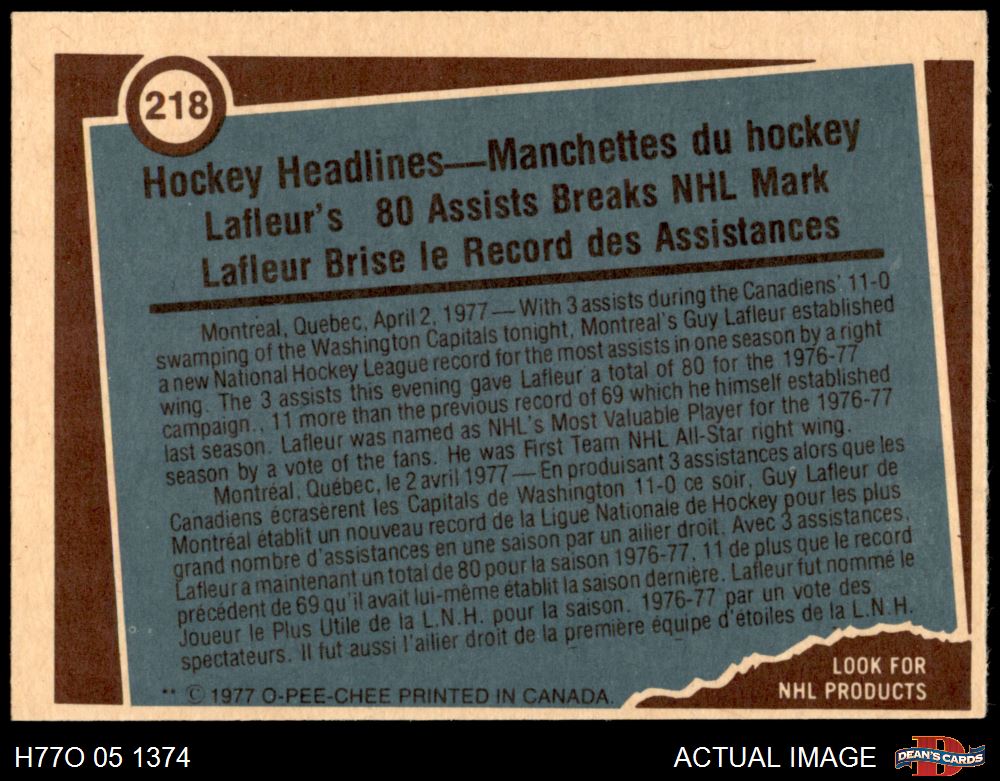 218
Hockey Headlines—Manchettes du hockey
Lafleur's 80 Assists Breaks NHL Mark
Lafleur Brise le Record des Assistances
Montreal, Quebec, April 2, 1977—With 3 assists during the Canadiens' 11-0
swamping of the Washington Capitals tonight, Montreal's Guy Lafleur established
a new National Hockey League record for the most assists in one season by a right
wing. The 3 assists this evening gave Lafleur a total of 80 for the 1976-77
campaign., 11 more than the previous record of 69 which he himself established
last season. Lafleur was named as NHL's Most Valuable Player for the 1976-77
season by a vote of the fans. He was First Team NHL All-Star right wing.
Montréal, Québec, le 2 avril 1977—En produisant 3 assistances alors que les
Canadiens écrasèrent les Capitals de Washington 11-0 ce soir, Guy Lafleur de
Montréal établit un nouveau record de la Ligue Nationale de Hockey pour les plus
grand nombre d'assistances en une saison par un ailier droit. Avec 3 assistances,
Lafleur a maintenant un total de 80 pour la saison 1976-77, 11 de plus que le record
précédent de 69 qu'il avait lui-même établit la saison dernière. Lafleur fut nommé le
Joueur le Plus Utile de la L.N.H. pour la saison. 1976-77 par un vote des
spectateurs. Il fut aussi l'ailier droit de la première équipe d'étoiles de la L.N.H.
** © 1977 O-PEE-CHEE PRINTED IN CANADA.
LOOK FOR
NHL PRODUCTS
H77O 05 1374
ACTUAL IMAGE
DEAN'S CARDS